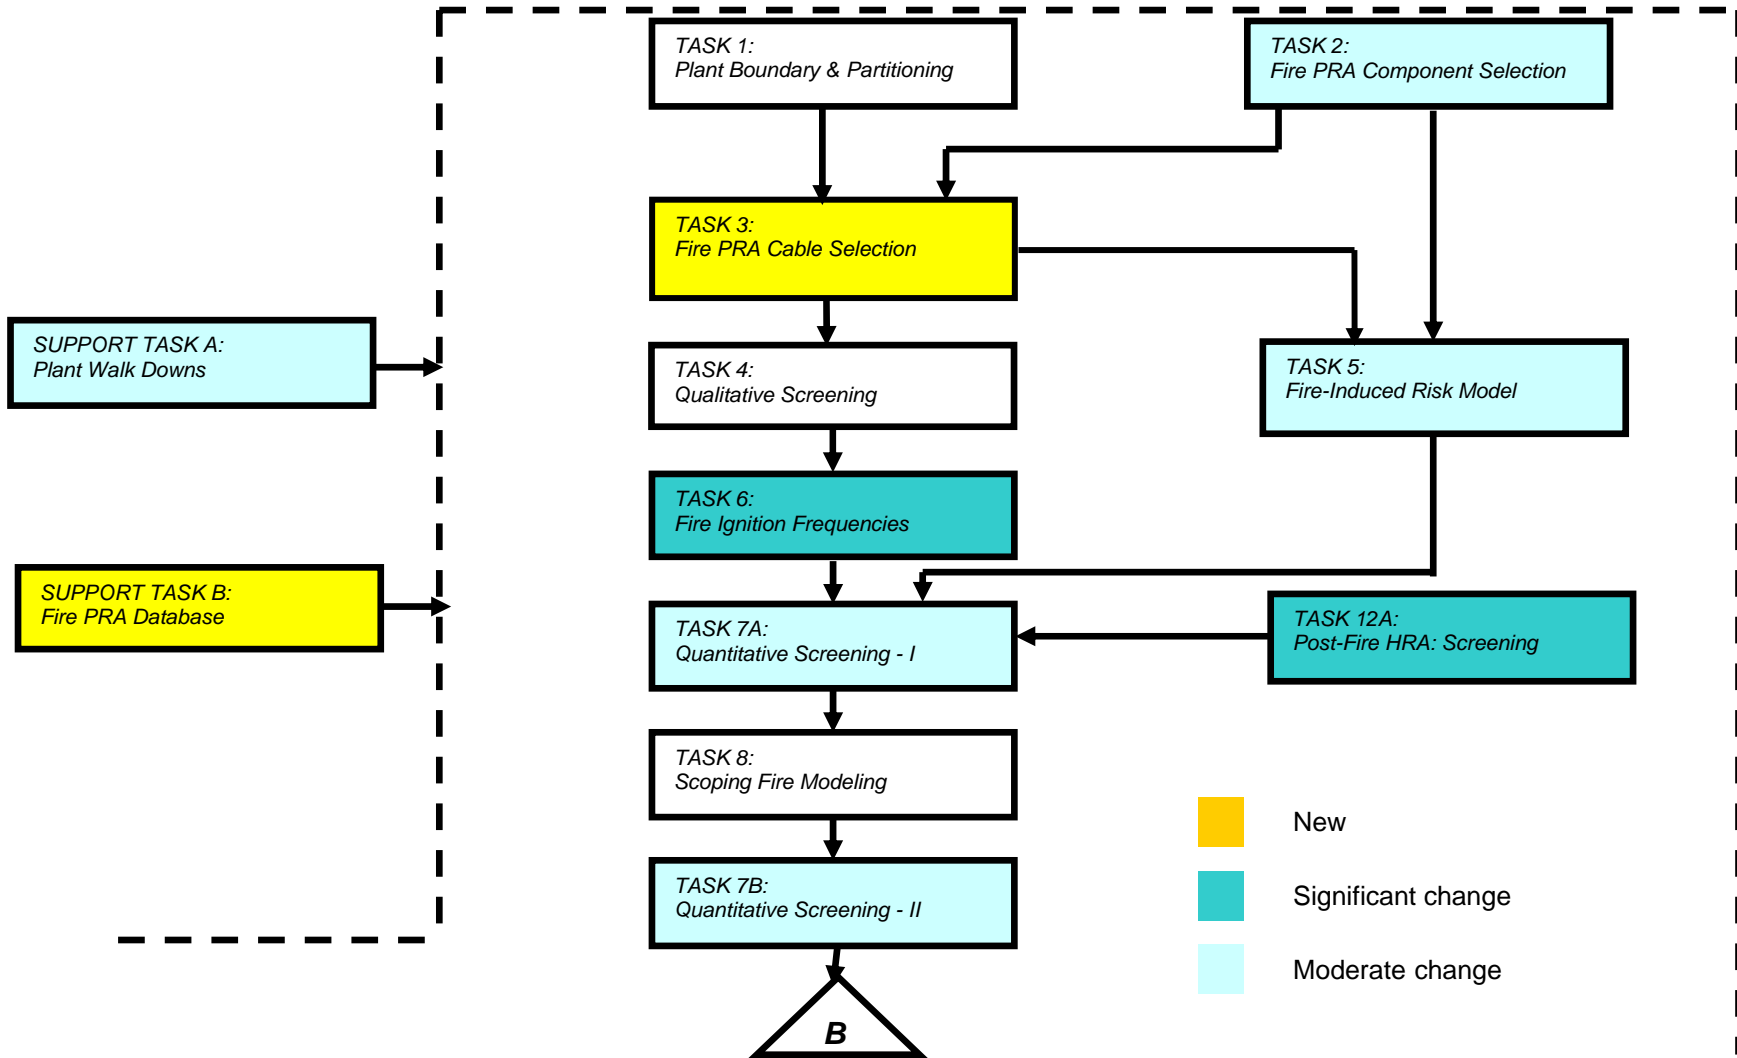 TASK 1:
Plant Boundary & Partitioning
TASK 2:
Fire PRA Component Selection
TASK 3:
Fire PRA Cable Selection
SUPPORT TASK A:
Plant Walk Downs
TASK 4:
Qualitative Screening
TASK 5:
Fire-Induced Risk Model
TASK 6:
Fire Ignition Frequencies
SUPPORT TASK B:
Fire PRA Database
TASK 7A:
Quantitative Screening - I
TASK 12A:
Post-Fire HRA: Screening
TASK 8:
Scoping Fire Modeling
TASK 7B:
Quantitative Screening - II
New
Significant change
Moderate change
B